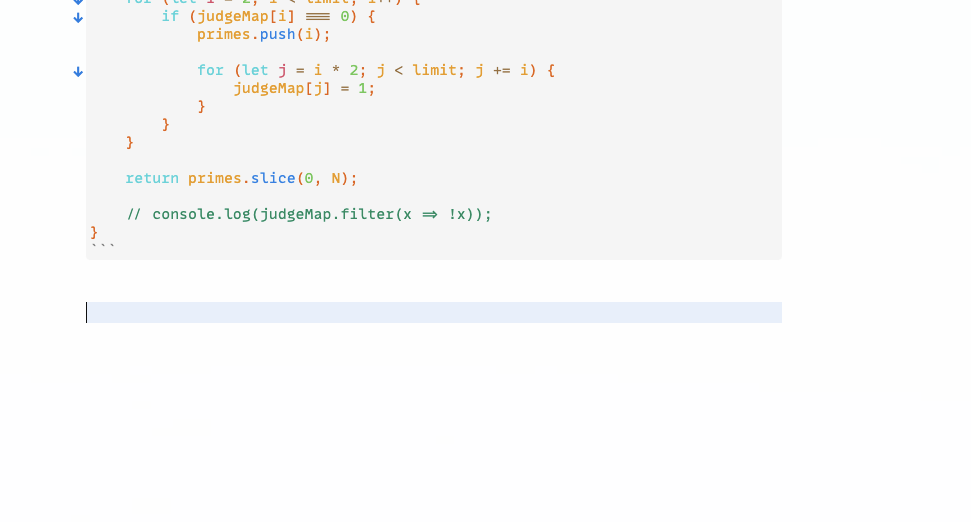 for (let i = 2; i < limit; i++) {
if (judgeMap[i] === 0) {
primes.push(i);
for (let j = i * 2; j < limit; j += i) {
judgeMap[j] = 1;
}
}
}
return primes.slice(0, N);
// console.log(judgeMap.filter(x => !x));
}
```